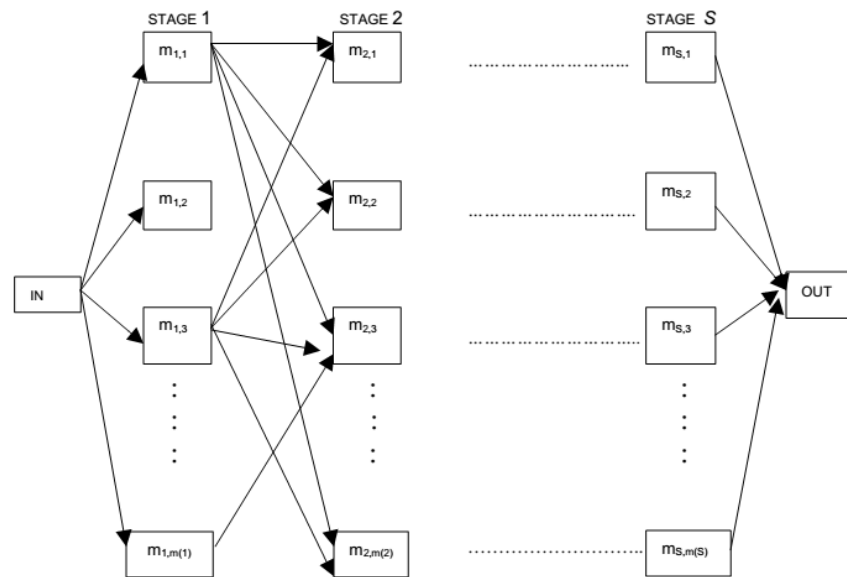 STAGE 1 STAGE 2 STAGE S
m1,1 m2,1 ................................ mS,1
m1,2 m2,2 ................................ mS,2
IN OUT
m1,3 m2,3 ................................ mS,3
m1,m(1) m2,m(2) ................................ mS,m(S)